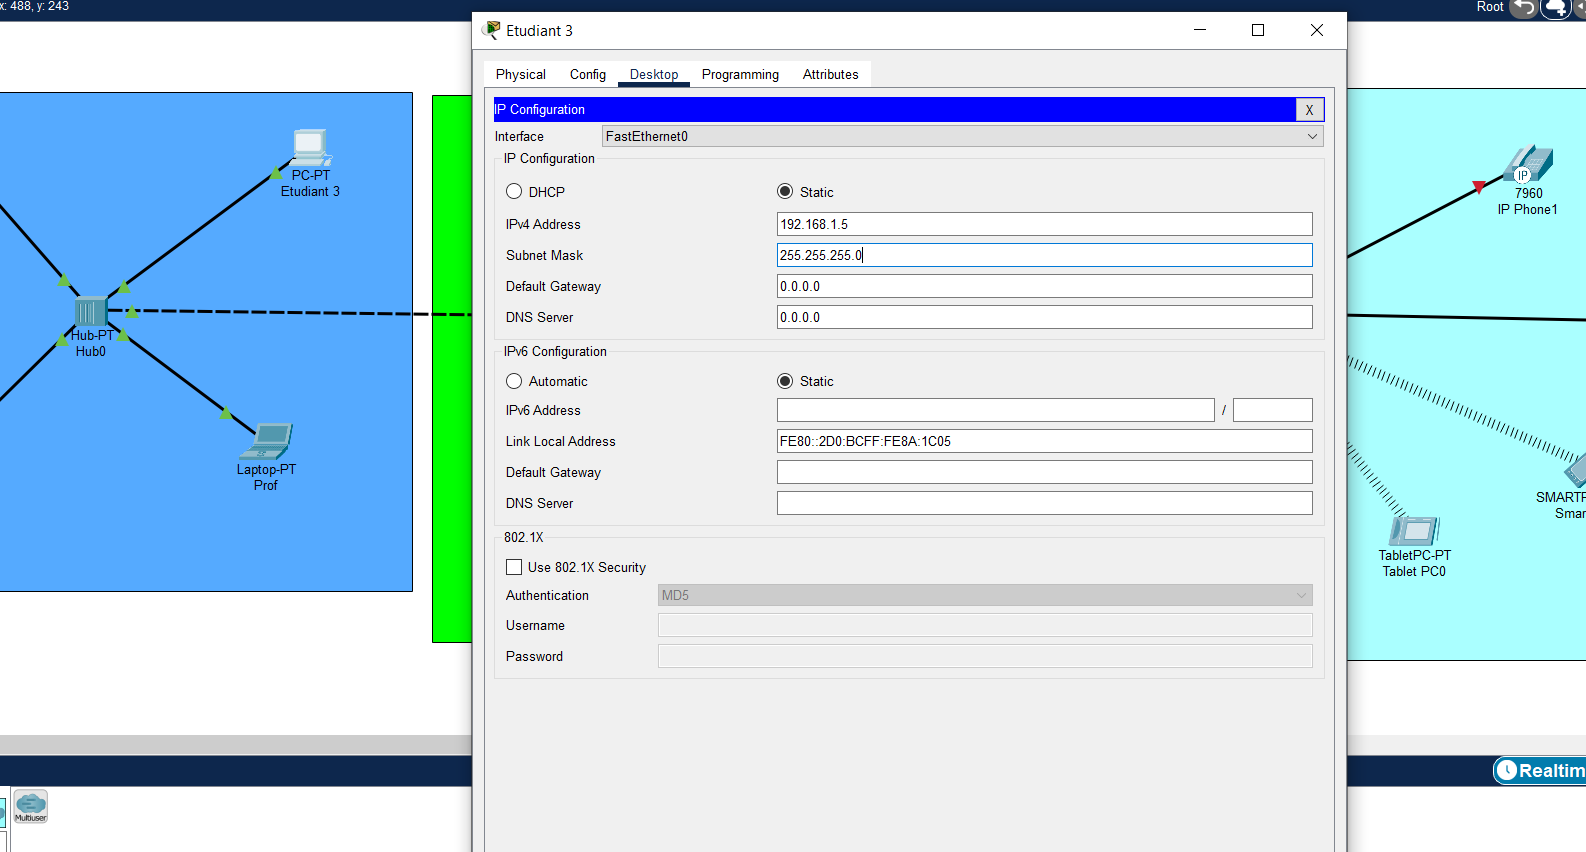 x: 488, y: 243
Root
Etudiant 3
Physical Config Desktop Programming Attributes
IP Configuration X
Interface FastEthernet0
IP Configuration
DHCP Static
IPv4 Address 192.168.1.5
Subnet Mask 255.255.255.0
Default Gateway 0.0.0.0
DNS Server 0.0.0.0
IPv6 Configuration
Automatic Static
IPv6 Address /
Link Local Address FE80::2D0:BCFF:FE8A:1C05
Default Gateway
DNS Server
802.1X
Use 802.1X Security
Authentication MD5
Username
Password
PC-PT
Etudiant 3
Hub-PT
Hub0
Laptop-PT
Prof
IP
7960
IP Phone1
SMARTP
Smar
TabletPC-PT
Tablet PC0
Realtim
Multiuser